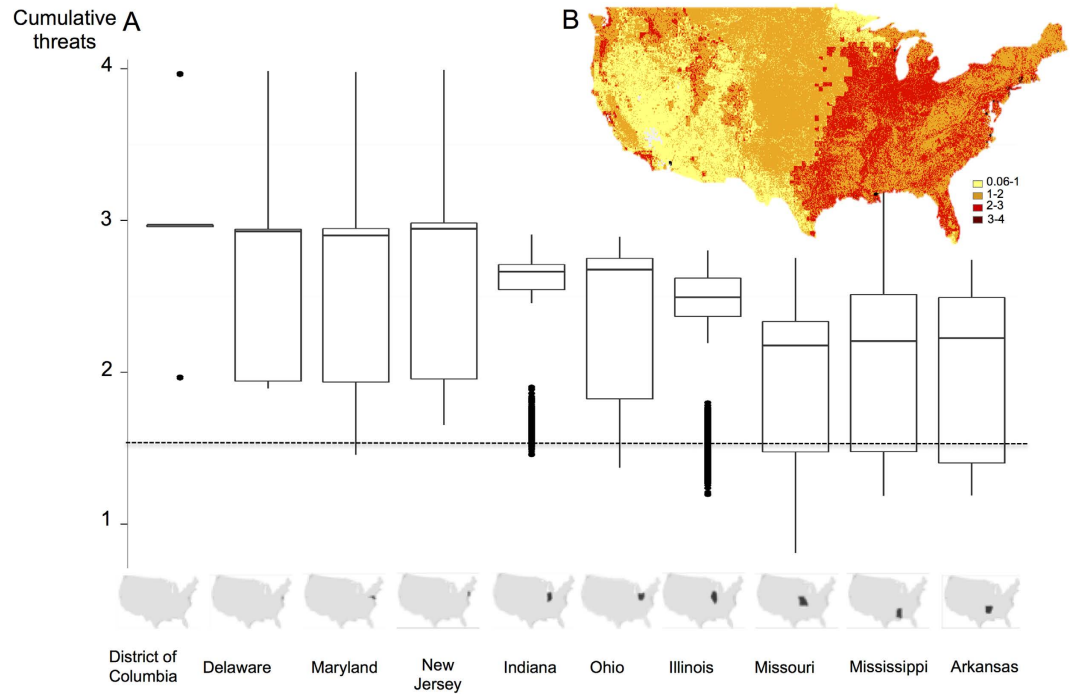 Cumulative
threats
A
B
4
3
2
1
0.06-1
1-2
2-3
3-4
District of
Columbia
Delaware
Maryland
New
Jersey
Indiana
Ohio
Illinois
Missouri
Mississippi
Arkansas